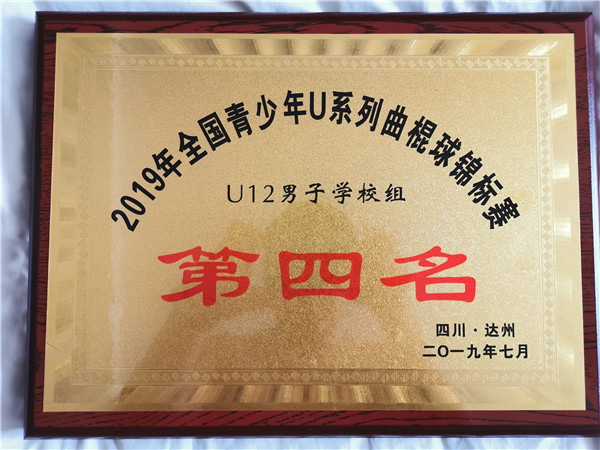 2019年全国青少年U系列曲棍球锦标赛
U12男子学校组
第四名
四川·达州
二〇一九年七月